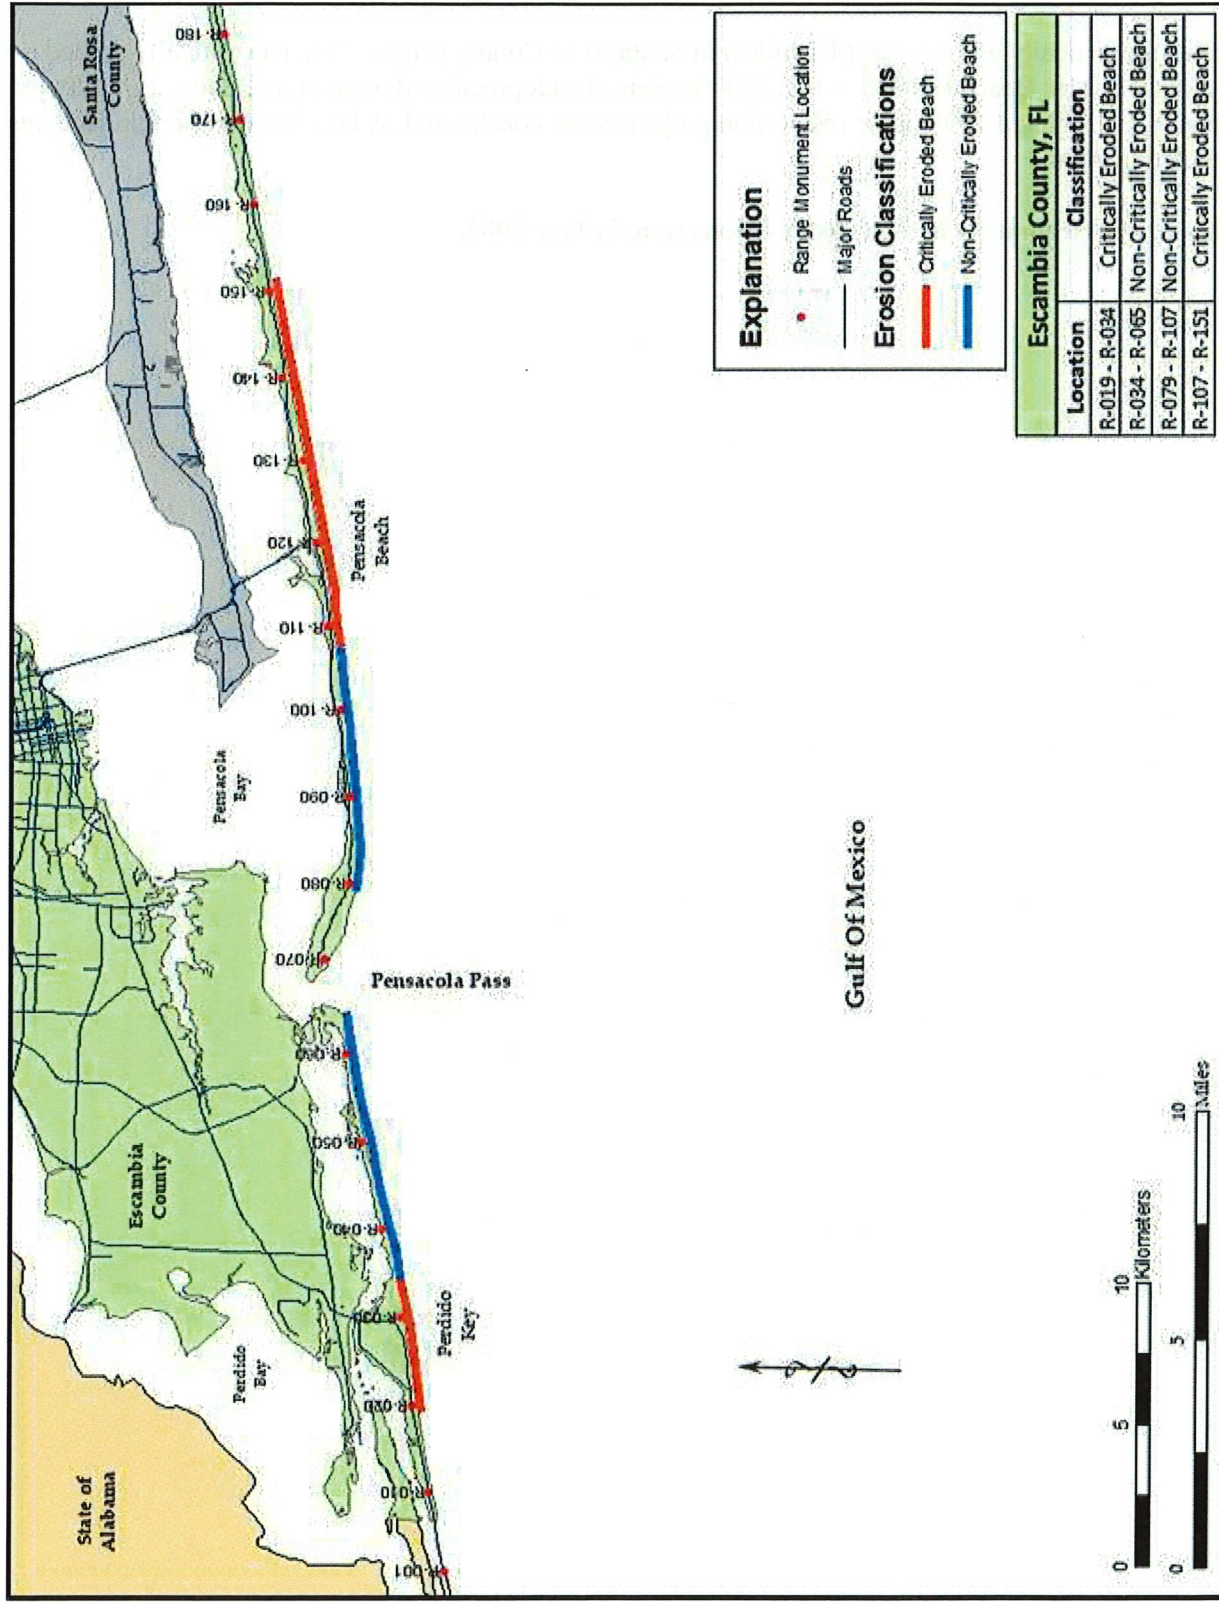 State of
Alabama
Santa Rosa
County
Escambia
County
Perdido
Bay
Pensacola
Bay
R-001
R-010
R-020
R-030
R-040
R-050
R-060
R-070
R-080
R-090
R-100
R-110
R-120
R-130
R-140
R-150
R-160
R-170
R-180
Perdido
Key
Pensacola Pass
Pensacola
Beach
Gulf Of Mexico
0 5 10
Kilometers
0 5 10
Miles
Explanation
Range Monument Location
Major Roads
Erosion Classifications
Critically Eroded Beach
Non-Critically Eroded Beach
Escambia County, FL
Location Classification
R-019 - R-034 Critically Eroded Beach
R-034 - R-065 Non-Critically Eroded Beach
R-079 - R-107 Non-Critically Eroded Beach
R-107 - R-151 Critically Eroded Beach